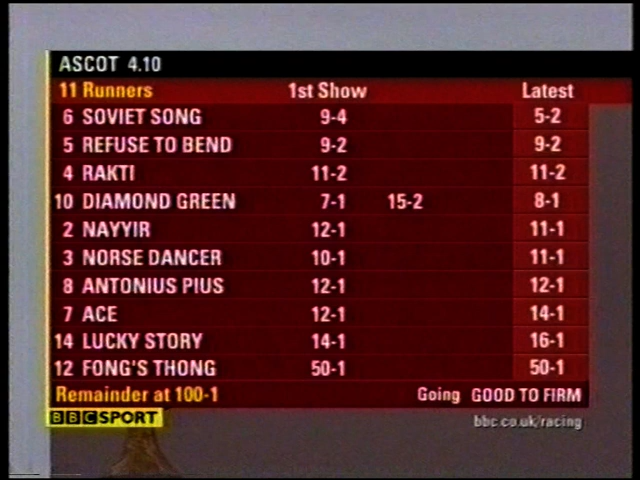 ASCOT 4.10
11 Runners 1st Show Latest
6 SOVIET SONG 9-4 5-2
5 REFUSE TO BEND 9-2 9-2
4 RAKTI 11-2 11-2
10 DIAMOND GREEN 7-1 15-2 8-1
2 NAYYIR 12-1 11-1
3 NORSE DANCER 10-1 11-1
8 ANTONIUS PIUS 12-1 12-1
7 ACE 12-1 14-1
14 LUCKY STORY 14-1 16-1
12 FONG'S THONG 50-1 50-1
Remainder at 100-1 Going GOOD TO FIRM
BBC SPORT bbc.co.uk/racing